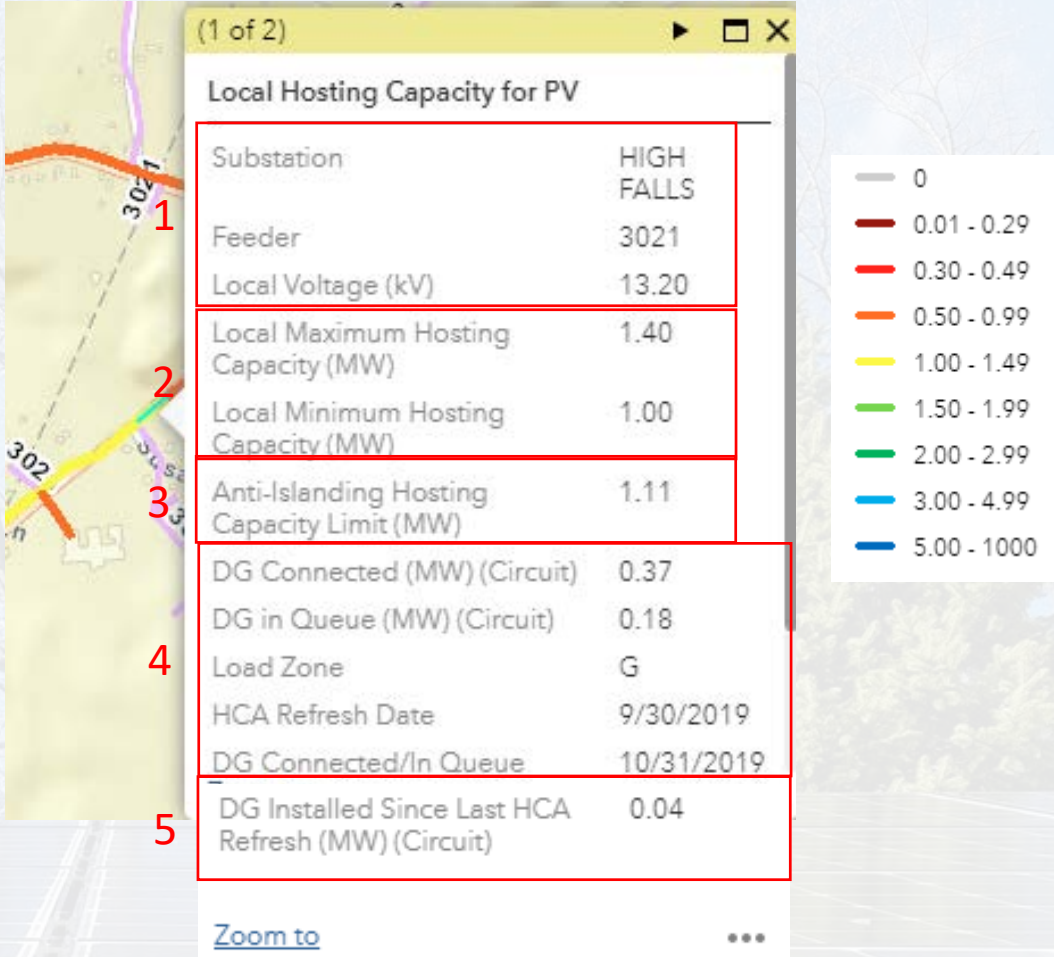 (1 of 2)
Local Hosting Capacity for PV
1
Substation HIGH
FALLS
Feeder 3021
Local Voltage (kV) 13.20
2
Local Maximum Hosting 1.40
Capacity (MW)
Local Minimum Hosting 1.00
Capacity (MW)
3
Anti-Islanding Hosting 1.11
Capacity Limit (MW)
4
DG Connected (MW) (Circuit) 0.37
DG in Queue (MW) (Circuit) 0.18
Load Zone G
HCA Refresh Date 9/30/2019
DG Connected/In Queue 10/31/2019
5
DG Installed Since Last HCA 0.04
Refresh (MW) (Circuit)
Zoom to
3021
302
0
0.01 - 0.29
0.30 - 0.49
0.50 - 0.99
1.00 - 1.49
1.50 - 1.99
2.00 - 2.99
3.00 - 4.99
5.00 - 1000